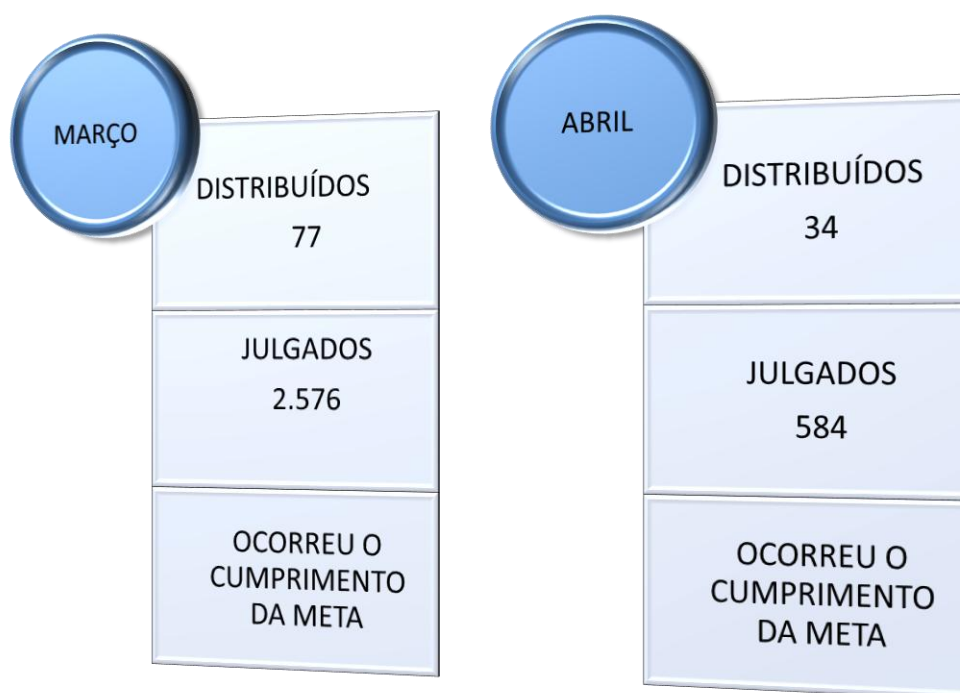 MARÇO
DISTRIBUÍDOS
77
JULGADOS
2.576
OCORREU O
CUMPRIMENTO
DA META
ABRIL
DISTRIBUÍDOS
34
JULGADOS
584
OCORREU O
CUMPRIMENTO
DA META